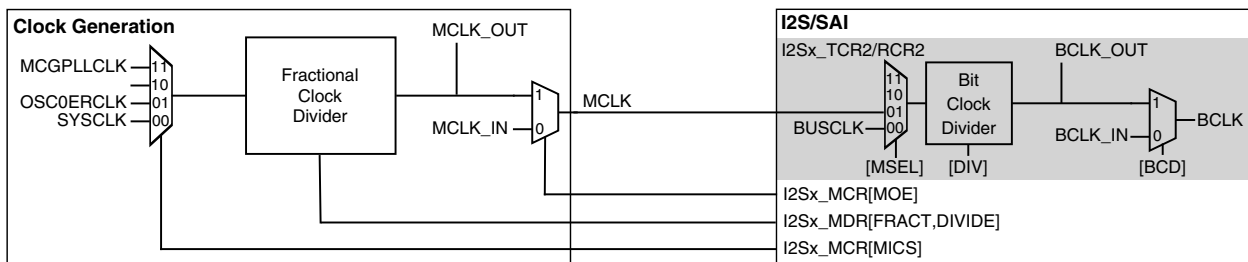 Clock Generation
MCGPLLCLK
11
10
OSC0ERCLK
01
SYSCLK
00
Fractional
Clock
Divider
MCLK_OUT
MCLK_IN
1
0
MCLK
I2S/SAI
I2Sx_TCR2/RCR2
11
10
01
BUSCLK
00
[MSEL]
Bit
Clock
Divider
[DIV]
BCLK_OUT
BCLK_IN
1
0
[BCD]
BCLK
I2Sx_MCR[MOE]
I2Sx_MDR[FRACT,DIVIDE]
I2Sx_MCR[MICS]